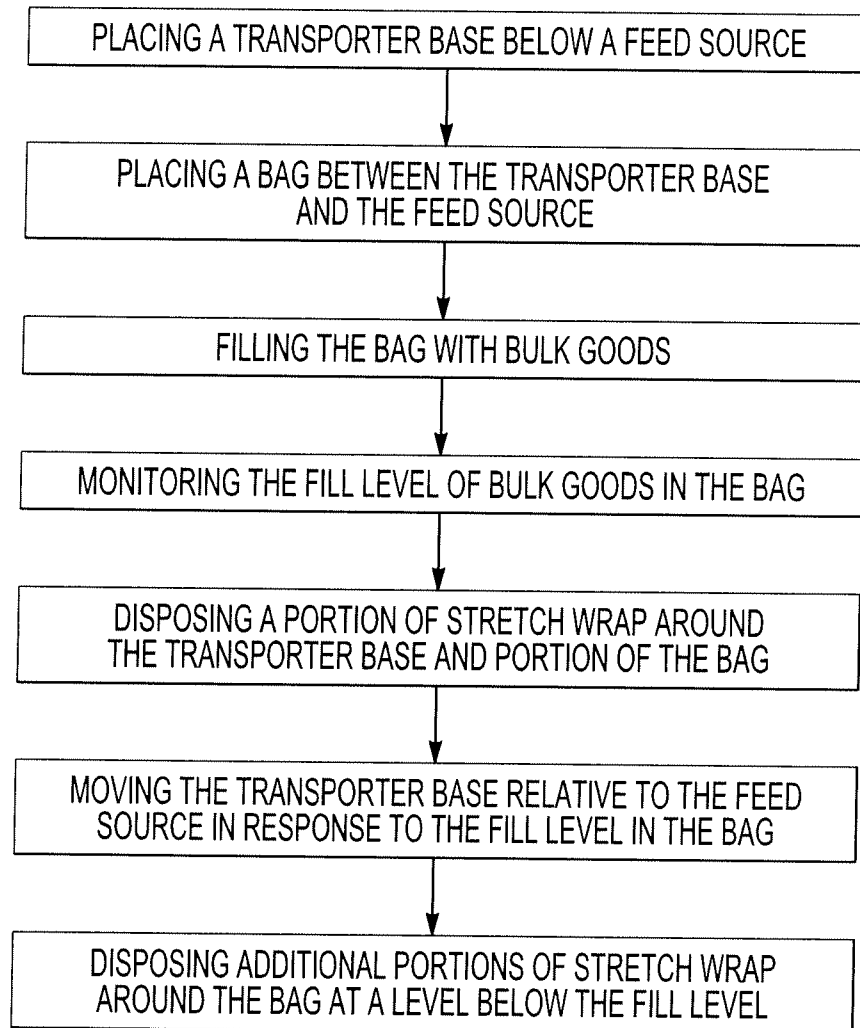 PLACING A TRANSPORTER BASE BELOW A FEED SOURCE
PLACING A BAG BETWEEN THE TRANSPORTER BASE
AND THE FEED SOURCE
FILLING THE BAG WITH BULK GOODS
MONITORING THE FILL LEVEL OF BULK GOODS IN THE BAG
DISPOSING A PORTION OF STRETCH WRAP AROUND
THE TRANSPORTER BASE AND PORTION OF THE BAG
MOVING THE TRANSPORTER BASE RELATIVE TO THE FEED
SOURCE IN RESPONSE TO THE FILL LEVEL IN THE BAG
DISPOSING ADDITIONAL PORTIONS OF STRETCH WRAP
AROUND THE BAG AT A LEVEL BELOW THE FILL LEVEL